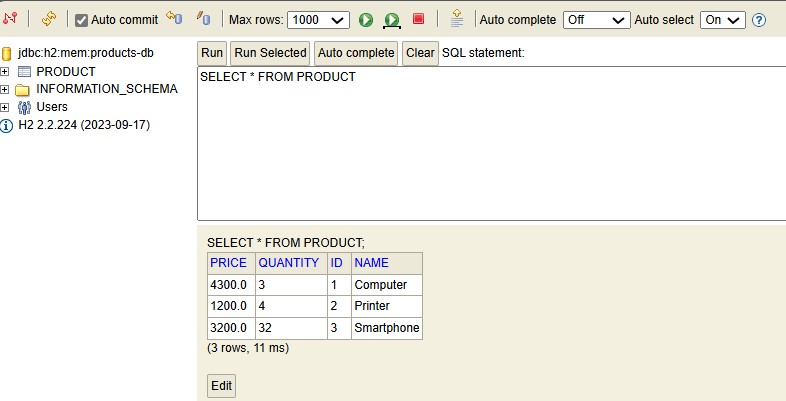 Auto commit Max rows: 1000 Auto complete Off Auto select On
jdbc:h2:mem:products-db
PRODUCT
INFORMATION_SCHEMA
Users
H2 2.2.224 (2023-09-17)
Run Run Selected Auto complete Clear SQL statement:
SELECT * FROM PRODUCT
SELECT * FROM PRODUCT;
PRICE QUANTITY ID NAME
4300.0 3 1 Computer
1200.0 4 2 Printer
3200.0 32 3 Smartphone
(3 rows, 11 ms)
Edit